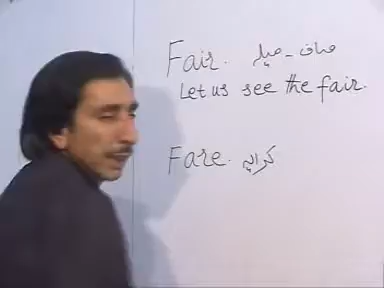 Fair. صاف - میلہ
Let us see the fair.
Fare. کرایہ